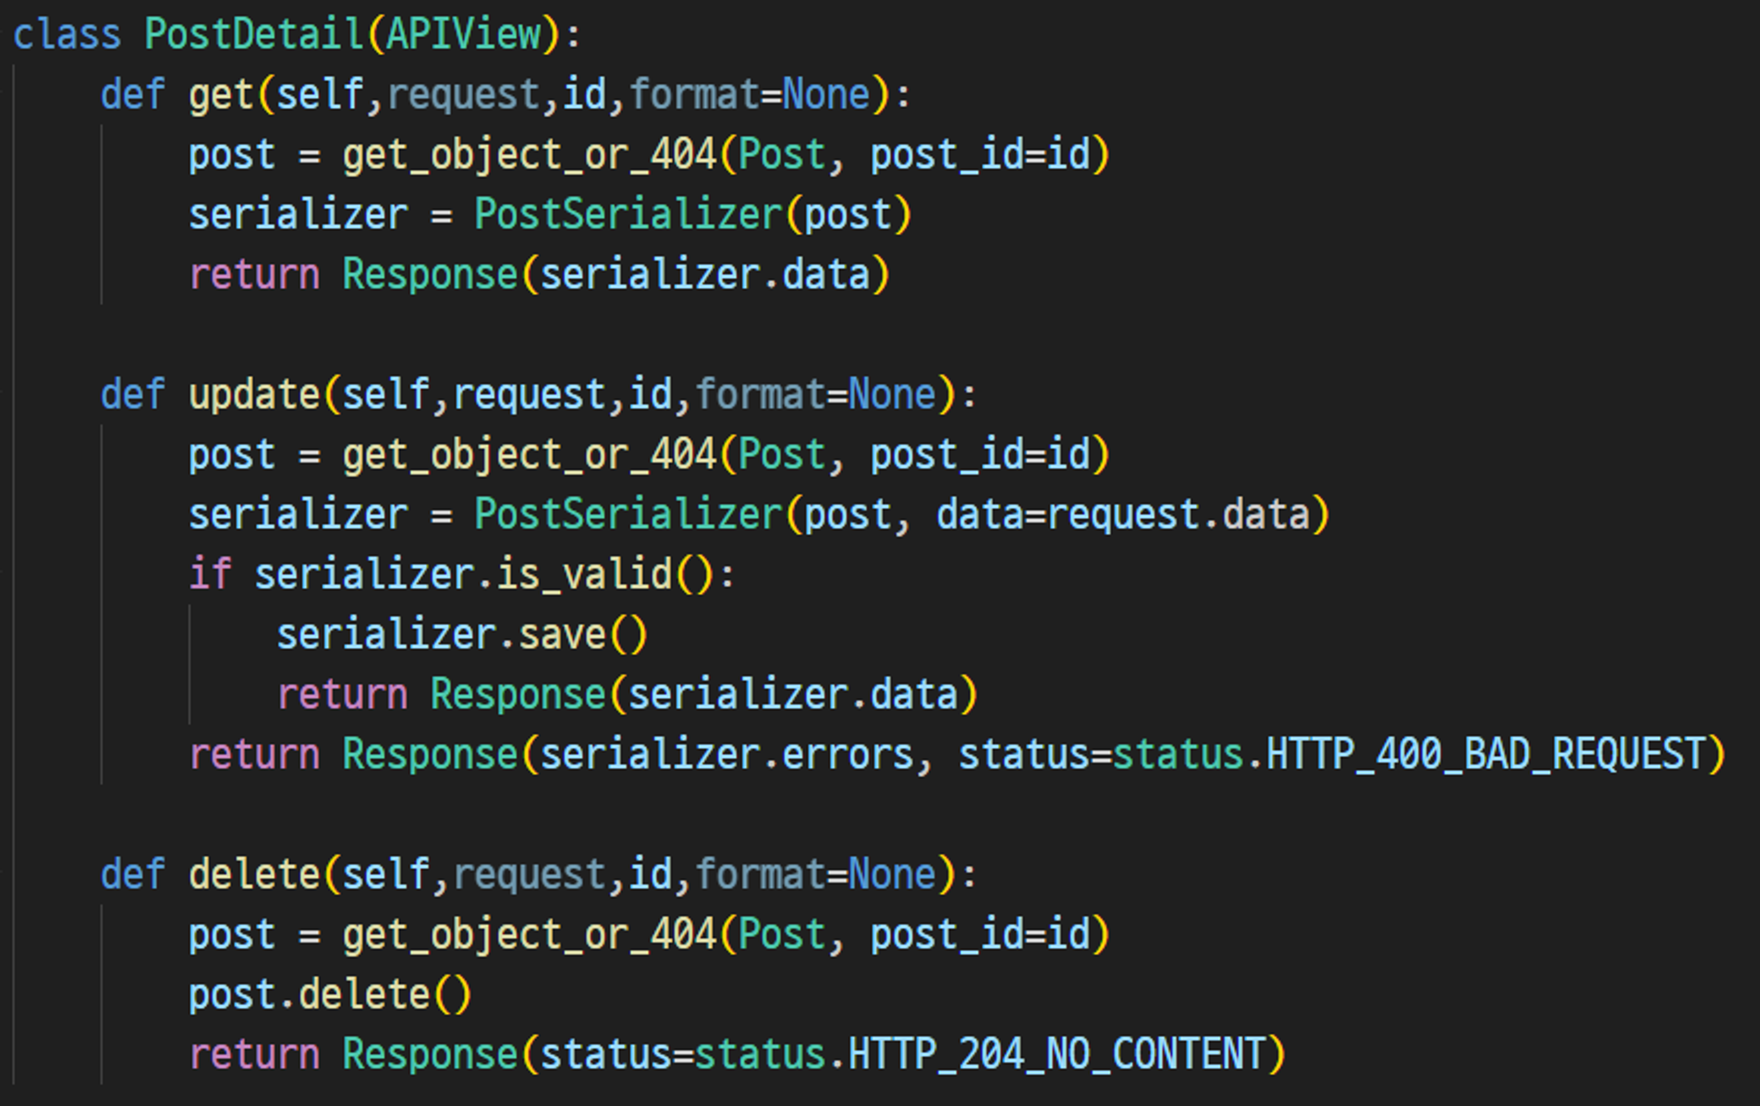 class PostDetail(APIView):
    def get(self,request,id,format=None):
        post = get_object_or_404(Post, post_id=id)
        serializer = PostSerializer(post)
        return Response(serializer.data)

    def update(self,request,id,format=None):
        post = get_object_or_404(Post, post_id=id)
        serializer = PostSerializer(post, data=request.data)
        if serializer.is_valid():
            serializer.save()
            return Response(serializer.data)
        return Response(serializer.errors, status=status.HTTP_400_BAD_REQUEST)

    def delete(self,request,id,format=None):
        post = get_object_or_404(Post, post_id=id)
        post.delete()
        return Response(status=status.HTTP_204_NO_CONTENT)